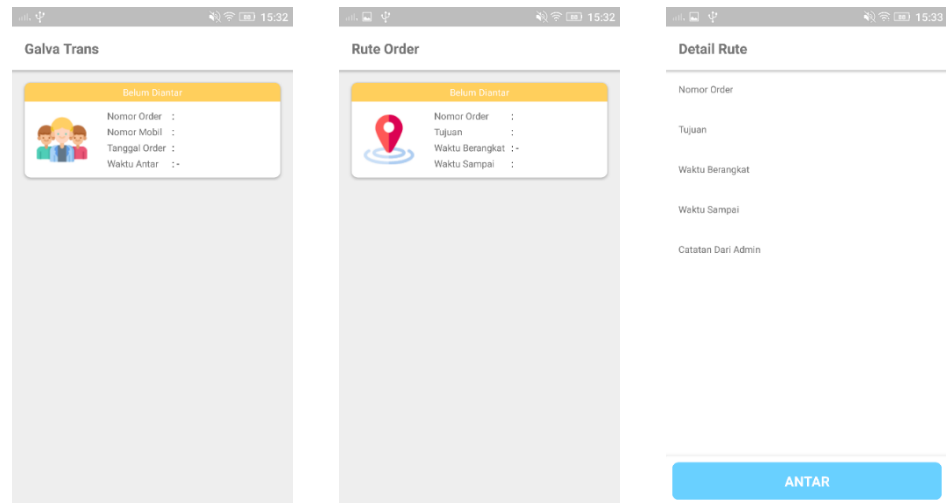 15:32
Galva Trans
Belum Diantar
Nomor Order :
Nomor Mobil :
Tanggal Order :
Waktu Antar :-
15:32
Rute Order
Belum Diantar
Nomor Order :
Tujuan :
Waktu Berangkat :-
Waktu Sampai :
15:33
Detail Rute
Nomor Order
Tujuan
Waktu Berangkat
Waktu Sampai
Catatan Dari Admin
ANTAR